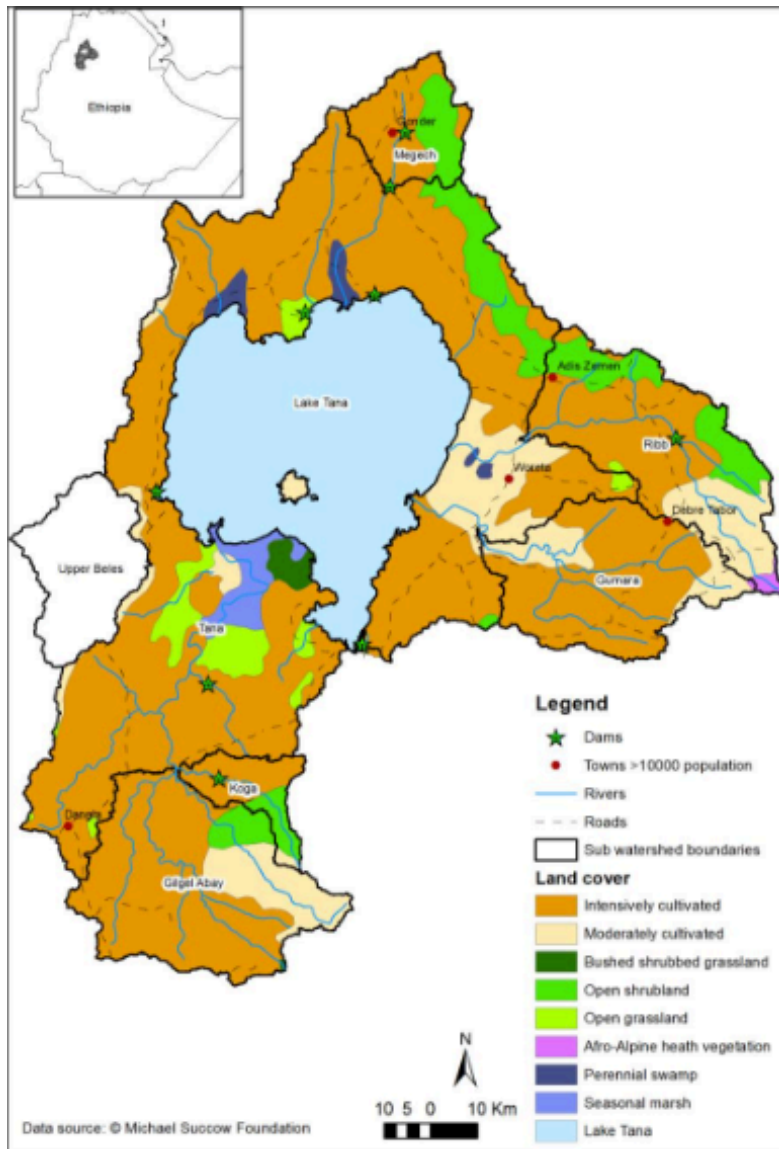 Ethiopia
Gonder
Megech
Lake Tana
Adis Zemen
Ribb
Woreta
Debre Tabor
Upper Beles
Gumara
Tana
Koga
Dangla
Gilgel Abay
Legend
Dams
Towns >10000 population
Rivers
Roads
Sub watershed boundaries
Land cover
Intensively cultivated
Moderately cultivated
Bushed shrubbed grassland
Open shrubland
Open grassland
Afro-Alpine heath vegetation
Perennial swamp
Seasonal marsh
Lake Tana
N
10 5 0 10 Km
Data source: © Michael Succow Foundation